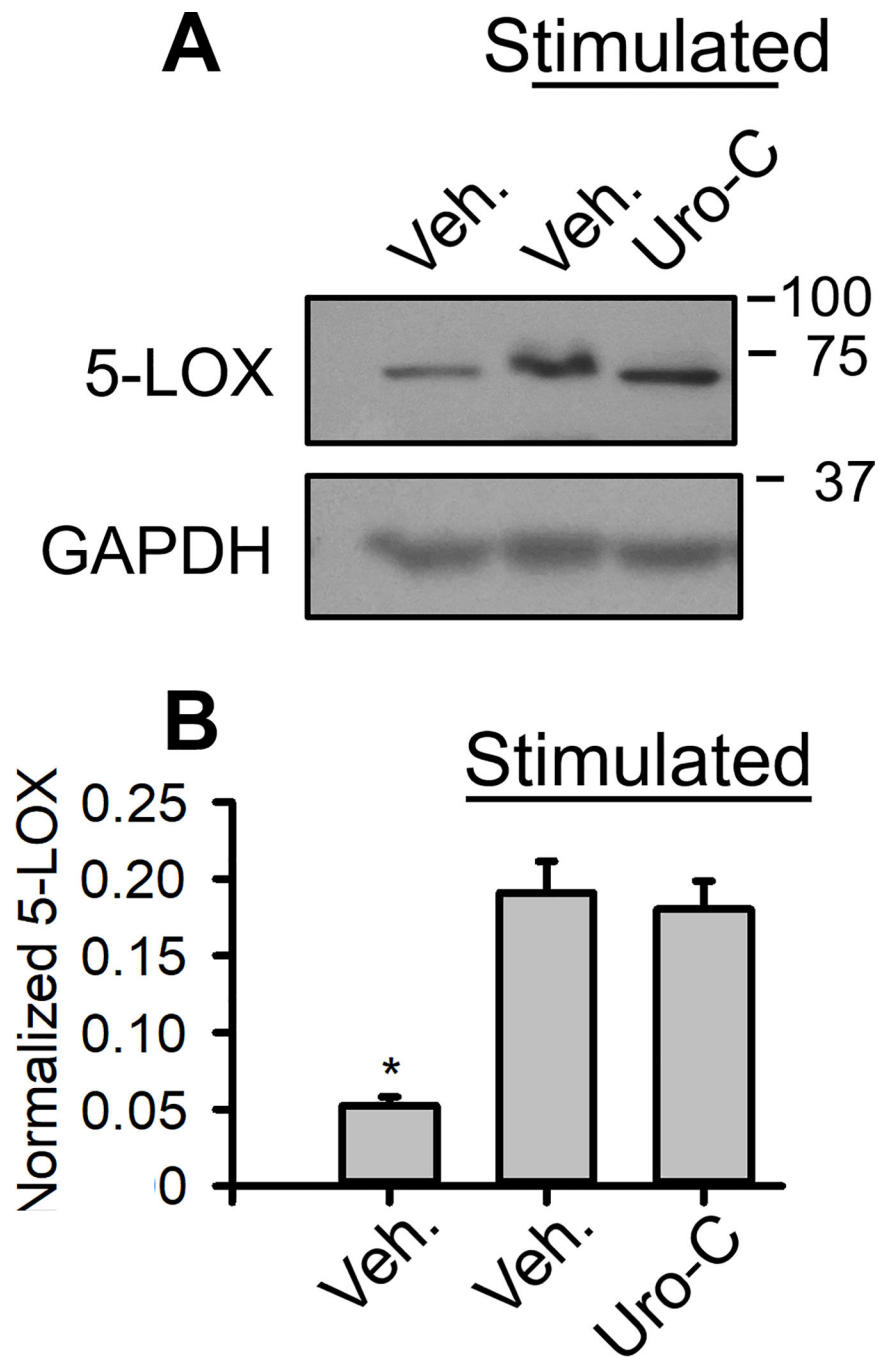 A
Stimulated
Veh.
Veh.
Uro-C
100
5-LOX
75
37
GAPDH
B
Stimulated
Normalized 5-LOX
0.25
0.20
0.15
0.10
*
0.05
0
Veh.
Veh.
Uro-C